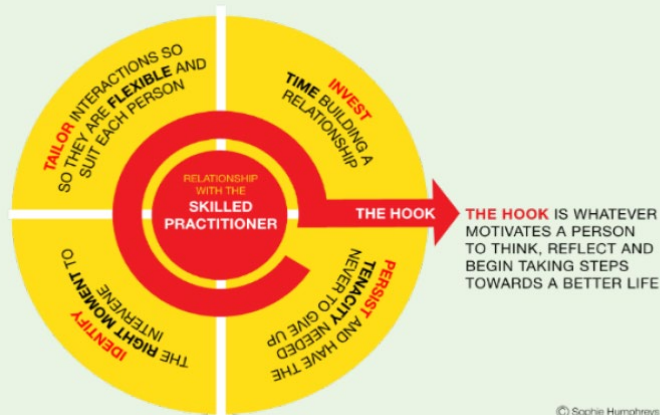 TAILOR INTERACTIONS SO
SO THEY ARE FLEXIBLE AND
SUIT EACH PERSON
INVEST
TIME BUILDING A
RELATIONSHIP
RELATIONSHIP
WITH THE
SKILLED
PRACTITIONER
THE HOOK
THE HOOK IS WHATEVER
MOTIVATES A PERSON
TO THINK, REFLECT AND
BEGIN TAKING STEPS
TOWARDS A BETTER LIFE
IDENTIFY
THE RIGHT MOMENT TO
INTERVENE
PERSIST AND HAVE THE
TENACITY NEEDED
NEVER TO GIVE UP
© Sophie Humphreys